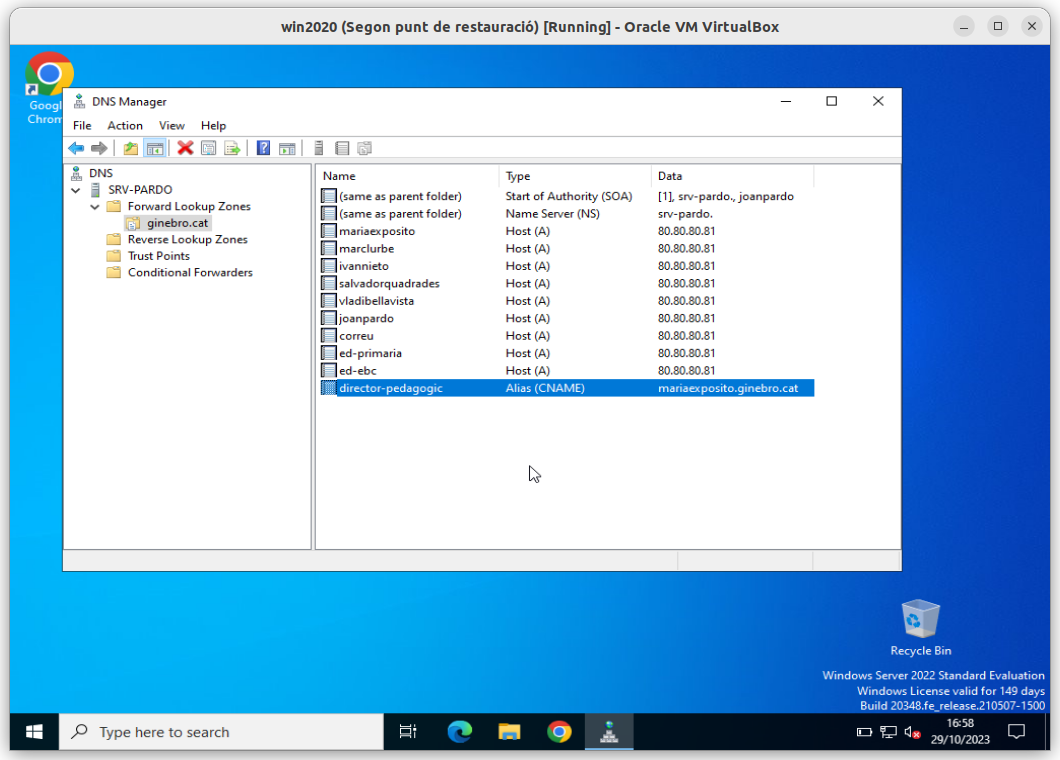 win2020 (Segon punt de restauració) [Running] - Oracle VM VirtualBox
Googl
Chrom
DNS Manager
File Action View Help
DNS
SRV-PARDO
Forward Lookup Zones
ginebro.cat
Reverse Lookup Zones
Trust Points
Conditional Forwarders
Name Type Data
(same as parent folder) Start of Authority (SOA) [1], srv-pardo., joanpardo
(same as parent folder) Name Server (NS) srv-pardo.
mariaexposito Host (A) 80.80.80.81
marclurbe Host (A) 80.80.80.81
ivannieto Host (A) 80.80.80.81
salvadorquadrades Host (A) 80.80.80.81
vladibellavista Host (A) 80.80.80.81
joanpardo Host (A) 80.80.80.81
correu Host (A) 80.80.80.81
ed-primaria Host (A) 80.80.80.81
ed-ebc Host (A) 80.80.80.81
director-pedagogic Alias (CNAME) mariaexposito.ginebro.cat
Recycle Bin
Windows Server 2022 Standard Evaluation
Windows License valid for 149 days
Build 20348.fe_release.210507-1500
Type here to search
16:58
29/10/2023